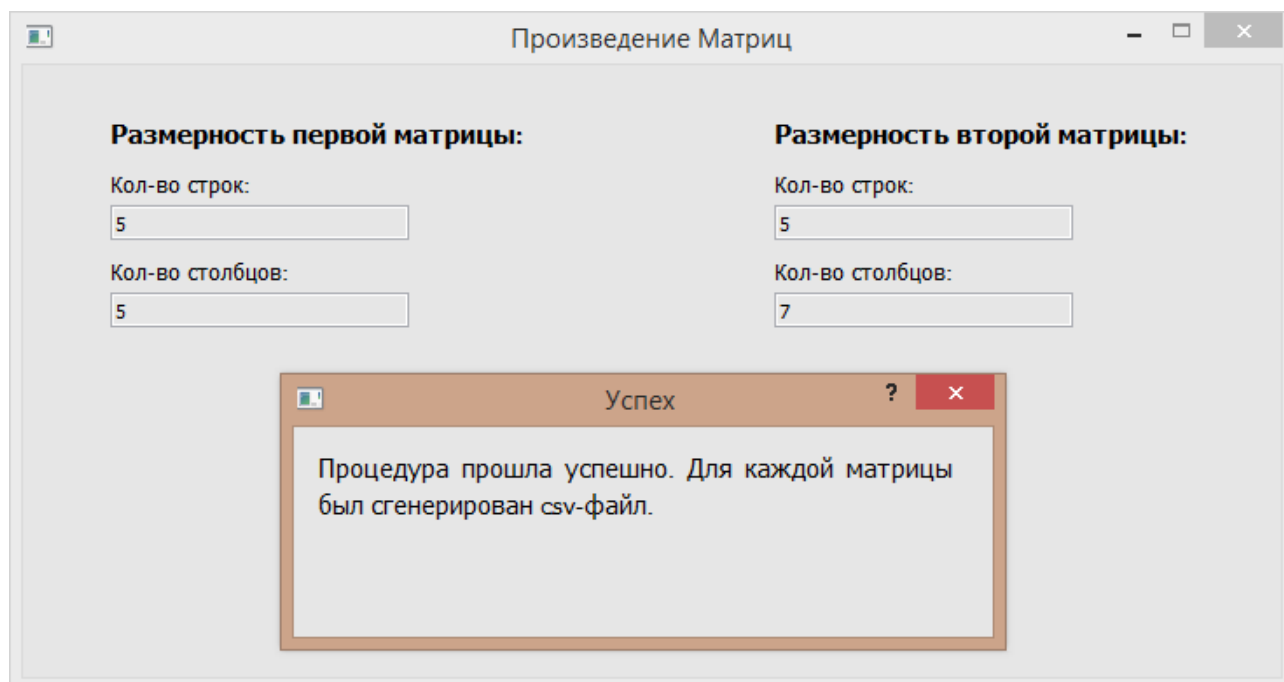 Произведение Матриц
Размерность первой матрицы:
Кол-во строк:
5
Кол-во столбцов:
5
Размерность второй матрицы:
Кол-во строк:
5
Кол-во столбцов:
7
Успех
?
Процедура прошла успешно. Для каждой матрицы
был сгенерирован csv-файл.